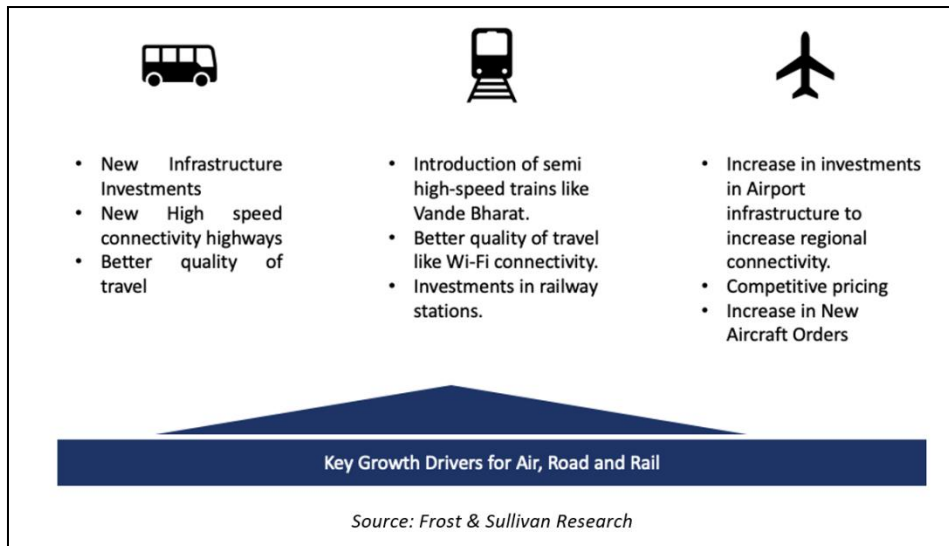 • New Infrastructure
Investments
• New High speed
connectivity highways
• Better quality of
travel
• Introduction of semi
high-speed trains like
Vande Bharat.
• Better quality of travel
like Wi-Fi connectivity.
• Investments in railway
stations.
• Increase in investments
in Airport
infrastructure to
increase regional
connectivity.
• Competitive pricing
• Increase in New
Aircraft Orders
Key Growth Drivers for Air, Road and Rail
Source: Frost & Sullivan Research